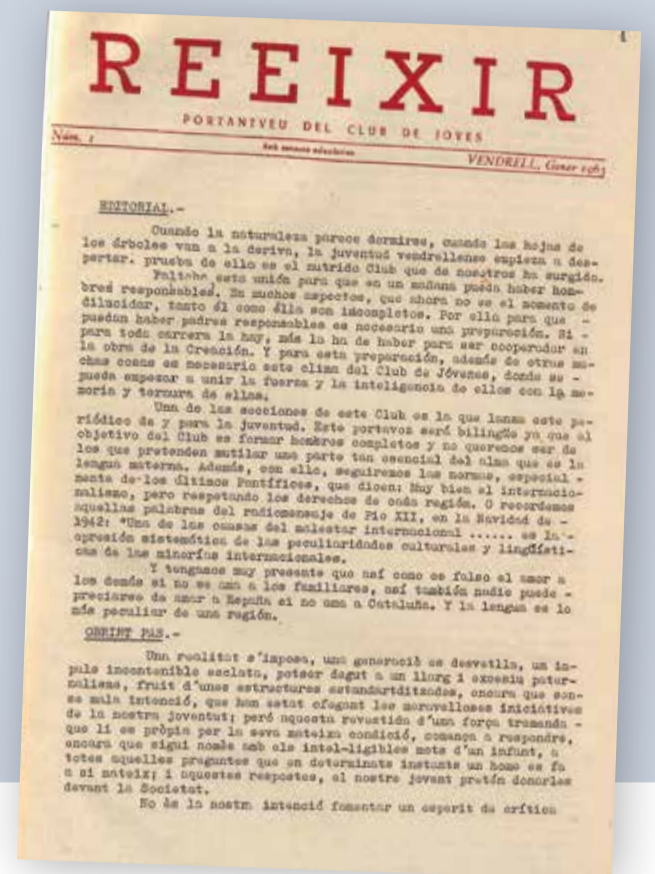 REEIXIR
PORTANTVEU DEL CLUB DE JOVES
Núm. 1
Amb censura eclesiàstica
VENDRELL, Gener 1963
EDITORIAL.-
Cuando la naturaleza parece dormirse, cuando las hojas de
los árboles van a la deriva, la juventud vendrellense empieza a des-
pertar. prueba de ello es el nutrido Club que de nosotros ha surgido.
Faltaba esta unión para que en un mañana pueda haber hom-
bres responsables. En muchos aspectos, que ahora no es el momento de
dilucidar, tanto él como élla son imcompletos. Por ello para que -
puedan haber padres responsables es necesario una preparación. Si -
para toda carrera la hay, más la ha de haber para ser cooperador en
la obra de la Creación. Y para esta preparación, además de otras mu-
chas cosas es necesario este clima del Club de Jóvenes, donde se -
pueda empezar a unir la fuerza y la inteligencia de ellos con la me-
moria y ternura de ellas.
Una de las secciones de este Club es la que lanza este pe-
riódico de y para la juventud. Este portavoz será bilingüe ya que el
objetivo del Club es formar hombres completos y no queremos ser de
los que pretenden mutilar una parte tan esencial del alma que es la
lengua materna. Además, con ello, seguiremos las normas, especial -
mente de los últimos Pontífices, que dicen: Muy bien el internacio-
nalismo, pero respetando los derechos de cada región. O recordemos
aquellas palabras del radiomensaje de Pio XII, en la Navidad de -
1942: "Una de las causas del malestar internacional ...... es la -
opresión sistemática de las peculiaridades culturales y lingüísti-
cas de las minorías internacionales.
Y tengamos muy presente que así como es falso el amor a
los demás si no se ama a los familiares, así también nadie puede -
preciarse de amar a España si no ama a Cataluña. Y la lengua es lo
más peculiar de una región.
OBRINT PAS.-
Una realitat s'imposa, una generació es desvetlla, un im-
puls incontenible esclata, potser degut a un llarg i excesiu pater-
nalisme, fruit d'unes estructures estandartditzades, encara que sen-
se mala intenció, que han estat ofegant les maravelloses iniciatives
de la nostra joventut; peró aquesta revestida d'una força tremanda -
que li es pròpia per la seva mateixa condició, comença a respondre,
encara que sigui només amb els intel-ligibles mots d'un infant, a
totes aquelles preguntes que en determinats instants un home es fa
a si mateix; i aquestes respostes, el nostre jovent pretén donarles
devant la Societat.
No és la nostra intenció fomentar un esperit de crítica